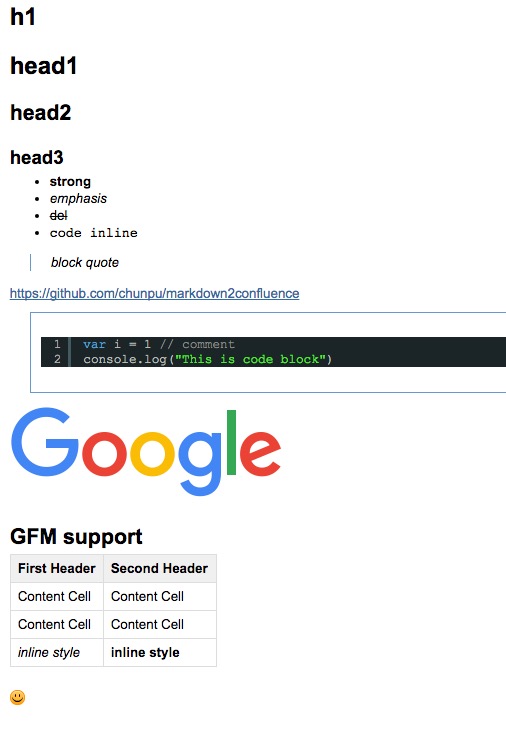 h1
head1
head2
head3
• strong
• emphasis
• del
• code inline
block quote
https://github.com/chunpu/markdown2confluence
1 var i = 1 // comment
2 console.log("This is code block")
Google
GFM support
First Header Second Header
Content Cell Content Cell
Content Cell Content Cell
inline style inline style